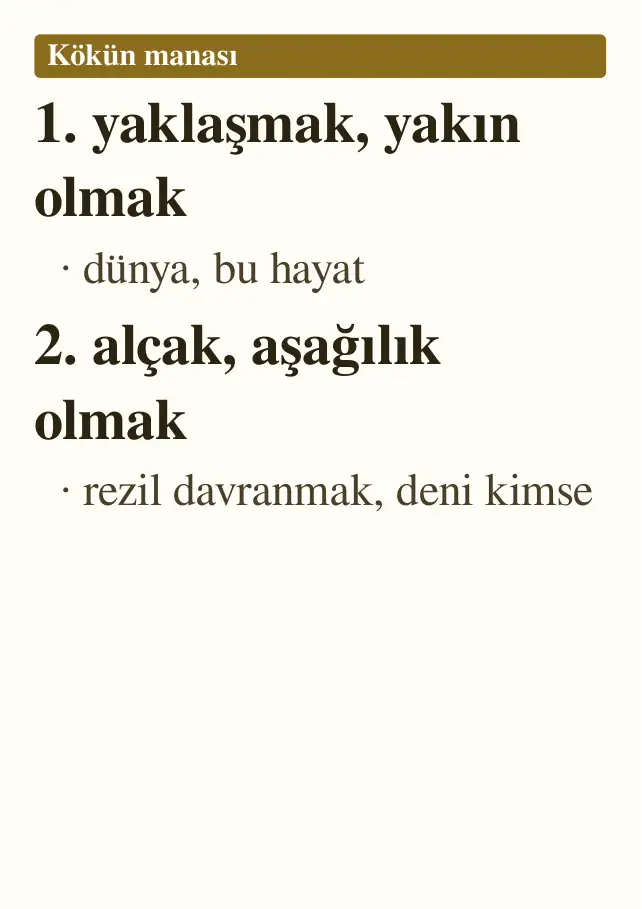 Kökün manası
1. yaklaşmak, yakın
olmak
· dünya, bu hayat
2. alçak, aşağılık
olmak
· rezil davranmak, deni kimse